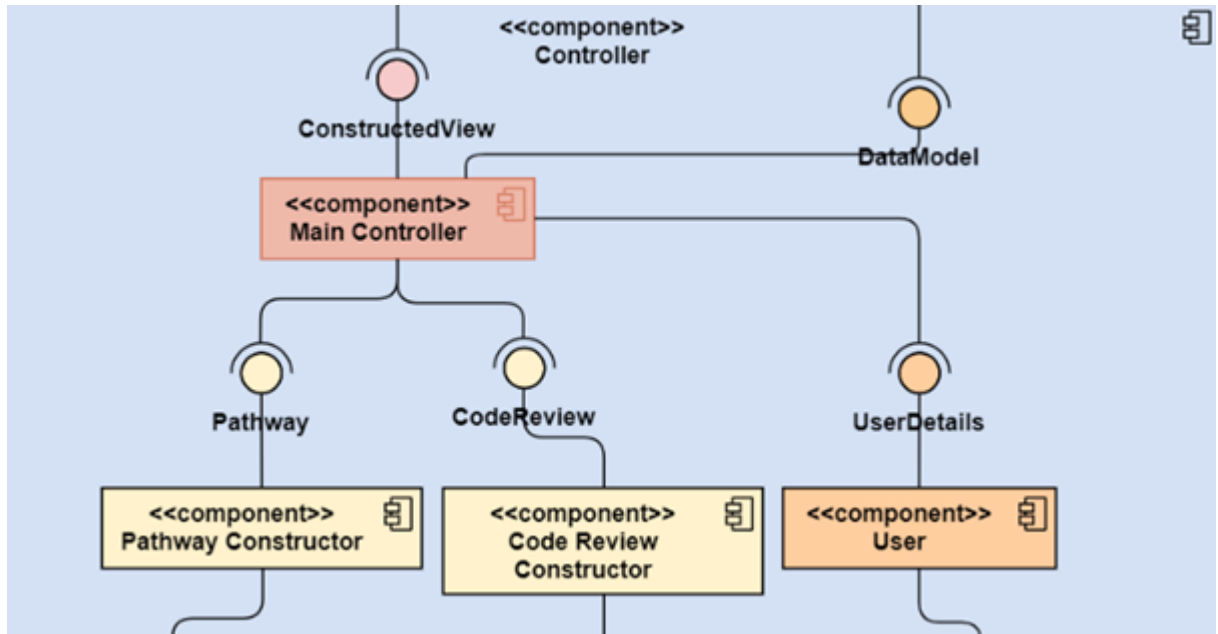 <<component>>
Controller
ConstructedView
DataModel
<<component>>
Main Controller
Pathway
CodeReview
UserDetails
<<component>>
Pathway Constructor
<<component>>
Code Review
Constructor
<<component>>
User